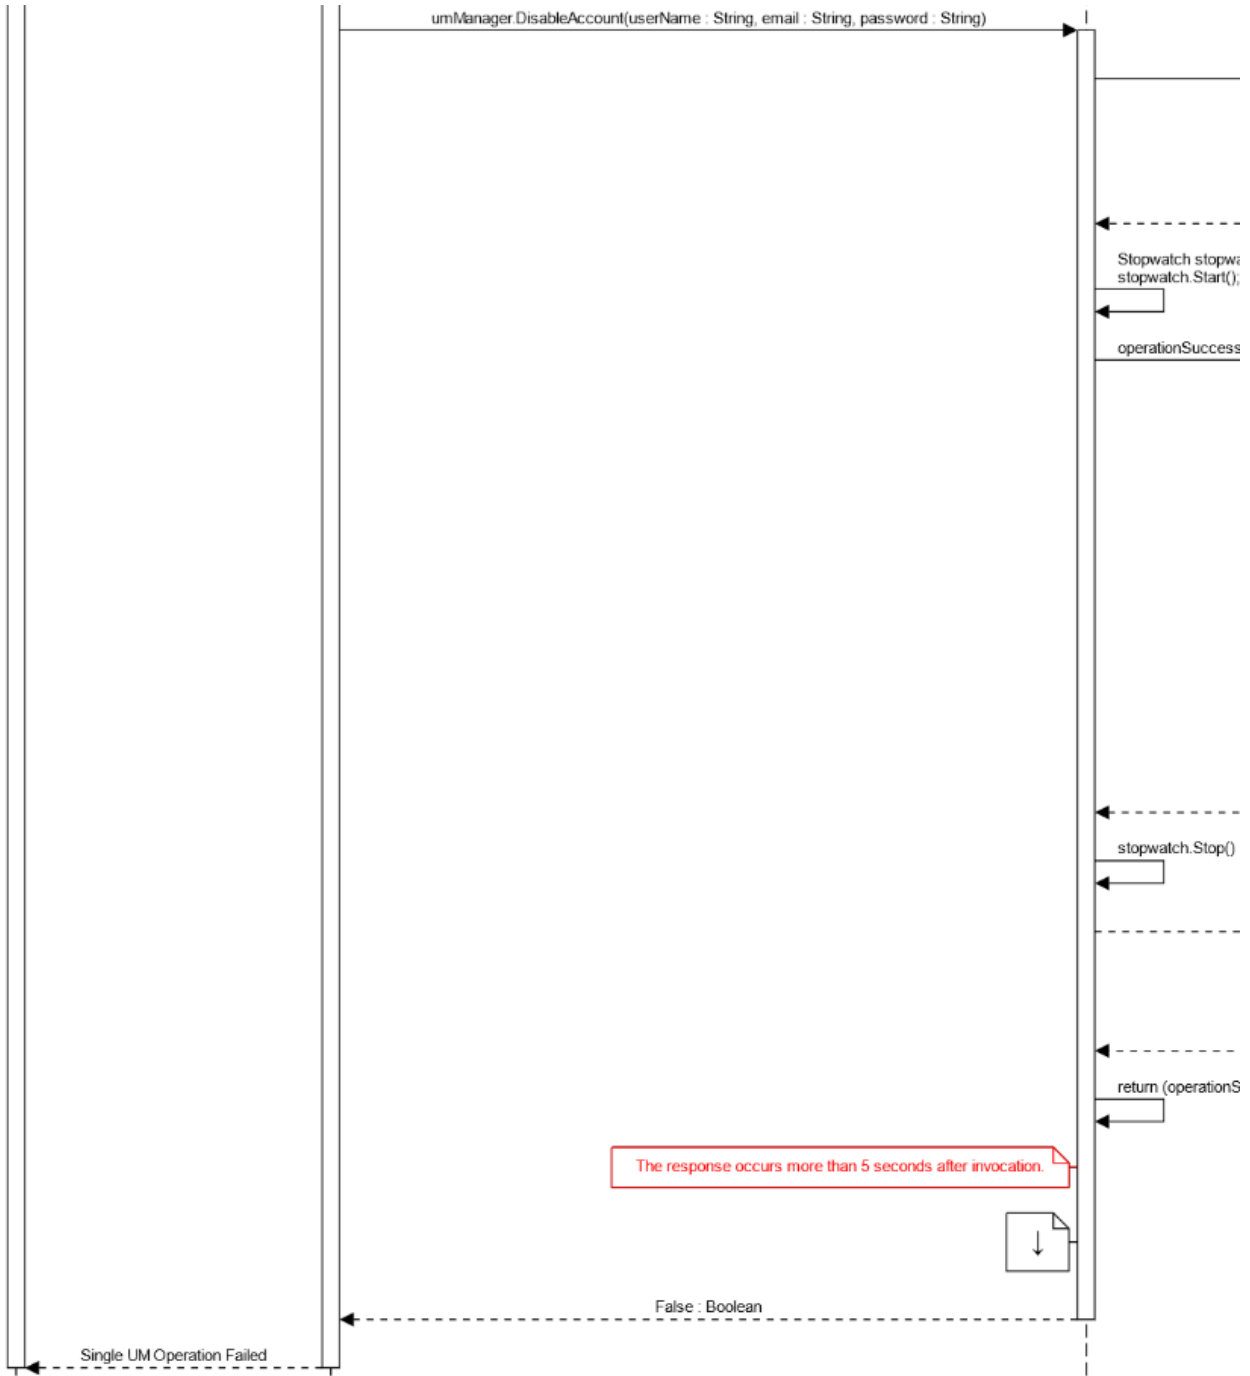 umManager.DisableAccount(userName : String, email : String, password : String)
Stopwatch stopwa
stopwatch.Start();
operationSuccess
stopwatch.Stop()
return (operationS
The response occurs more than 5 seconds after invocation.
↓
False : Boolean
Single UM Operation Failed